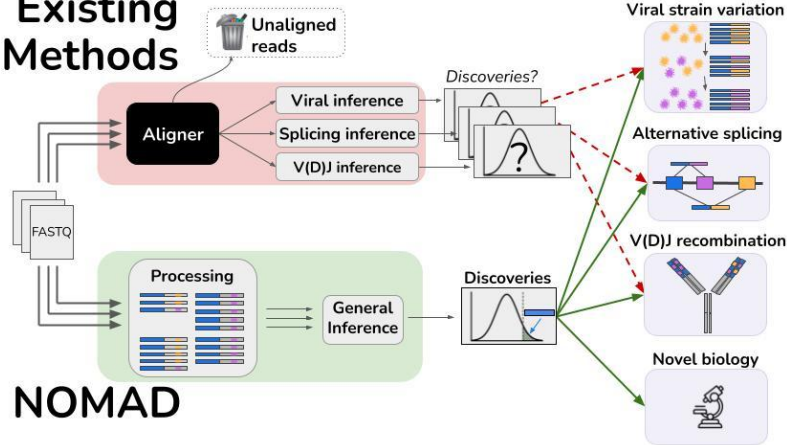 Existing
Methods
Unaligned
reads
Discoveries?
Aligner
Viral inference
Splicing inference
V(D)J inference
?
Viral strain variation
Alternative splicing
V(D)J recombination
Novel biology
FASTQ
Processing
General
Inference
Discoveries
NOMAD